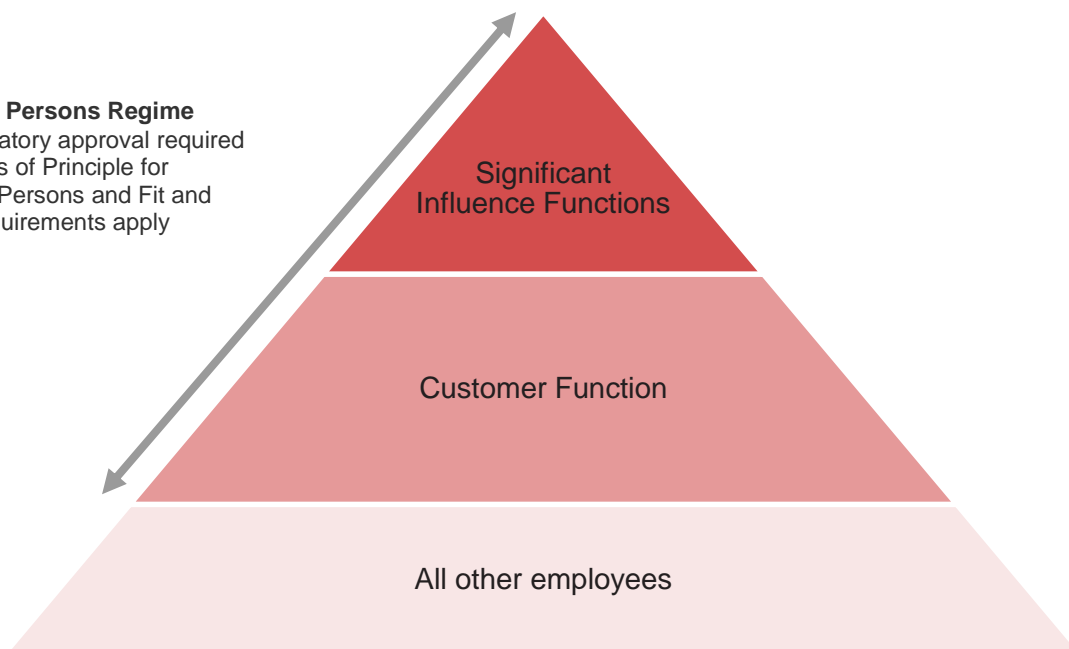 Persons Regime
atory approval required
s of Principle for
Persons and Fit and
uirements apply
Significant
Influence Functions
Customer Function
All other employees